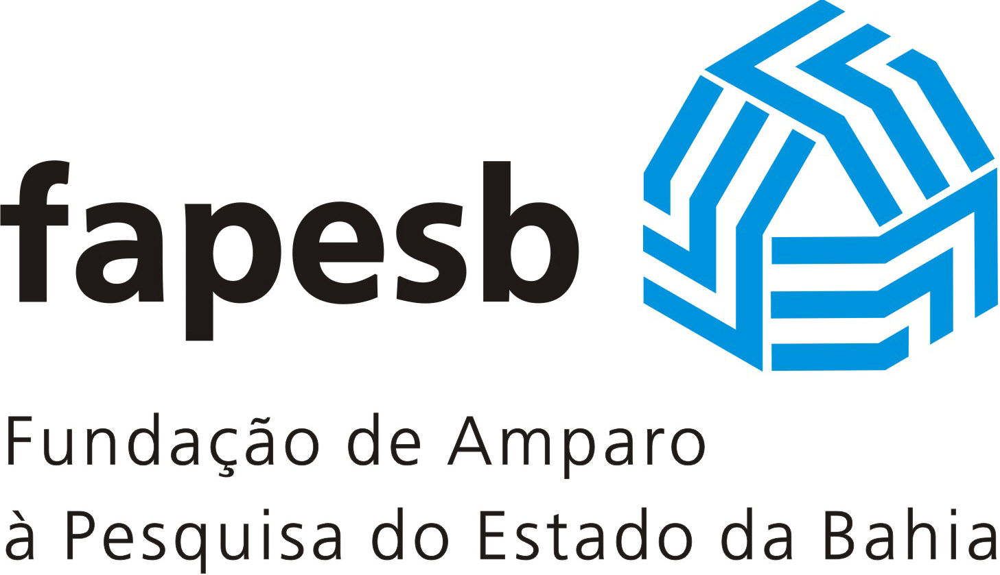 fapesb
Fundação de Amparo
à Pesquisa do Estado da Bahia